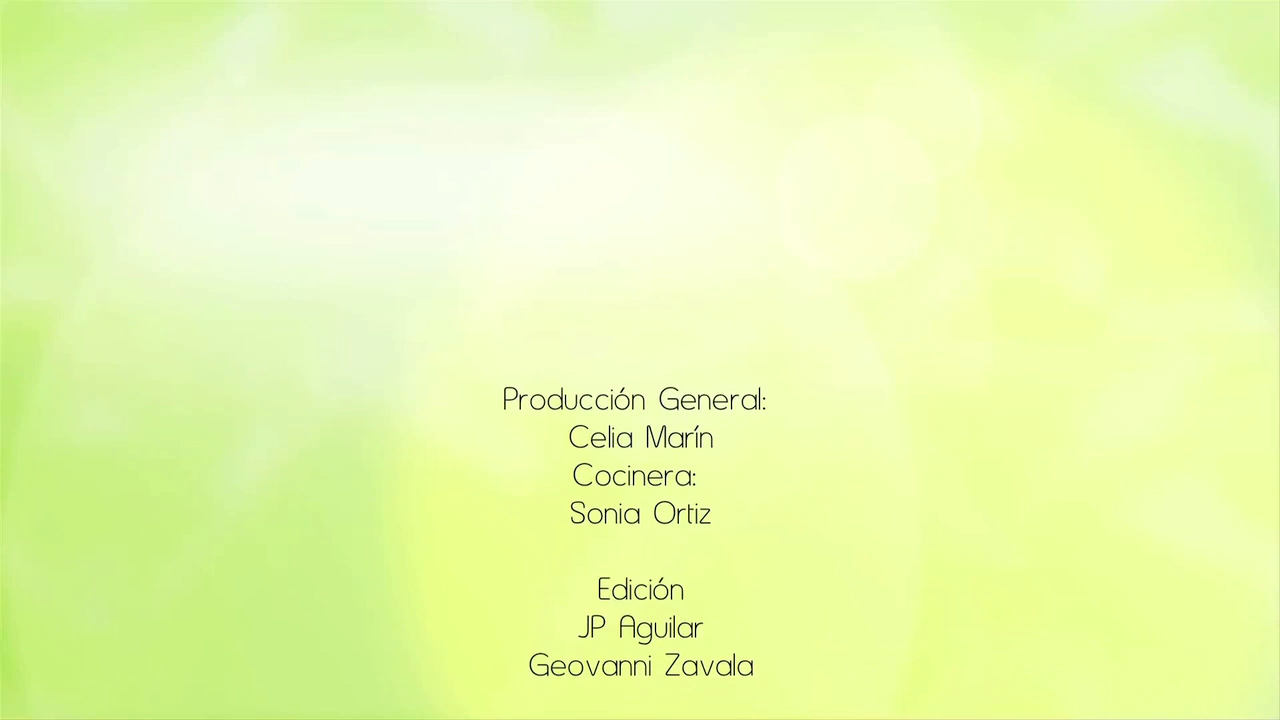 Producción General:
Celia Marín
Cocinera:
Sonia Ortiz
Edición
JP Aguilar
Geovanni Zavala